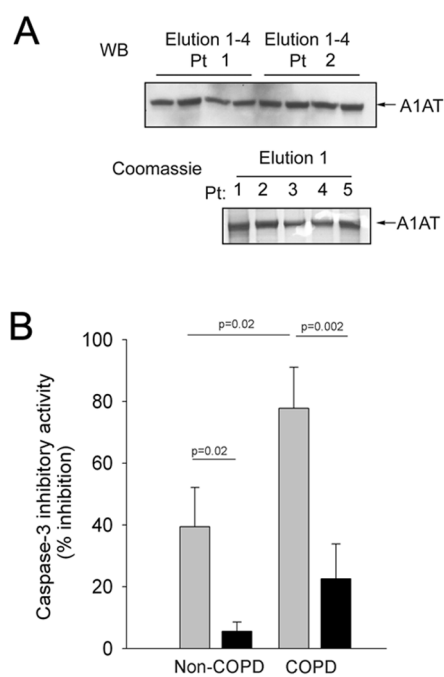 A
WB
Elution 1-4 Elution 1-4
Pt 1 Pt 2
A1AT
Elution 1
Coomassie
Pt: 1 2 3 4 5
A1AT
B
p=0.02
p=0.002
p=0.02
Caspase-3 inhibitory activity
(% inhibition)
100
80
60
40
20
0
Non-COPD COPD